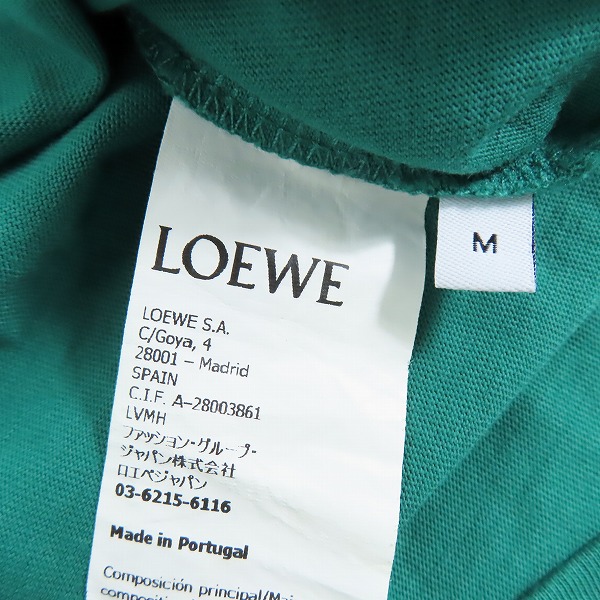 LOEWE
M
LOEWE S.A.
C/Goya, 4
28001 – Madrid
SPAIN
C.I.F. A-28003861
LVMH
ファッション・グループ・
ジャパン株式会社
ロエベジャパン
03-6215-6116
Made in Portugal
Composición principal/Mai